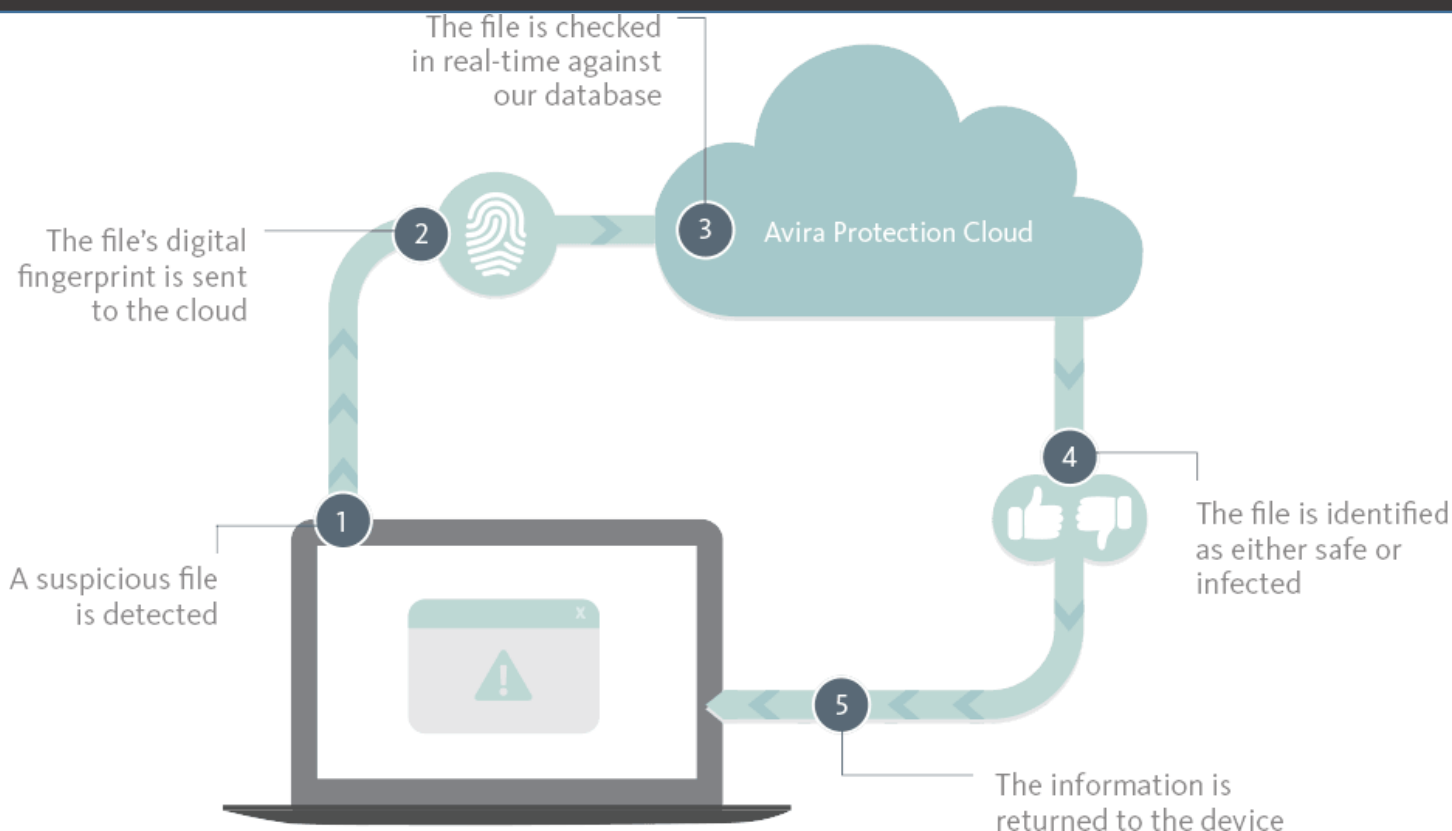 The file is checked
in real-time against
our database
2
3
Avira Protection Cloud
The file's digital
fingerprint is sent
to the cloud
4
The file is identified
as either safe or
infected
1
A suspicious file
is detected
x
!
5
The information is
returned to the device